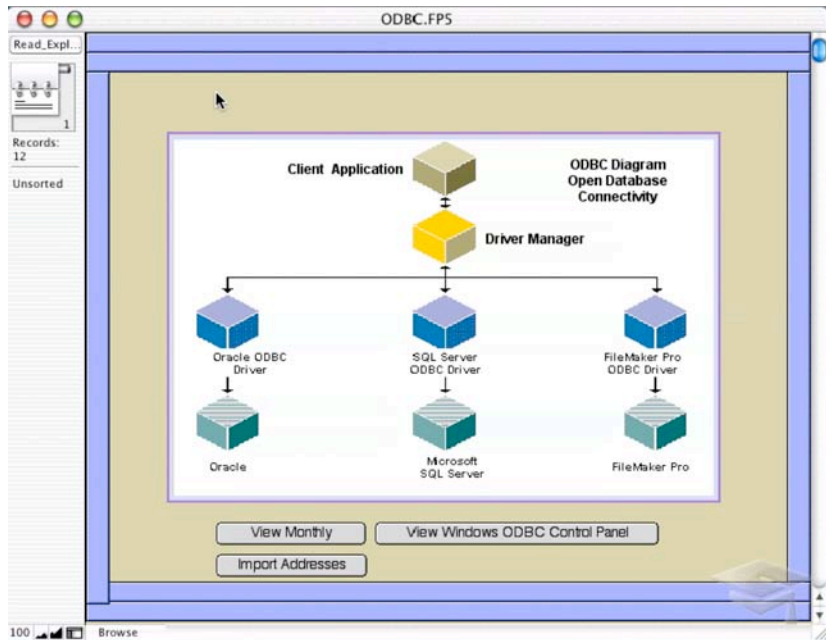 ODBC.FP5
Read_Expl...
1
Records:
12
Unsorted
Client Application
ODBC Diagram
Open Database
Connectivity
Driver Manager
Oracle ODBC
Driver
SQL Server
ODBC Driver
FileMaker Pro
ODBC Driver
Oracle
Microsoft
SQL Server
FileMaker Pro
View Monthly
View Windows ODBC Control Panel
Import Addresses
100
Browse